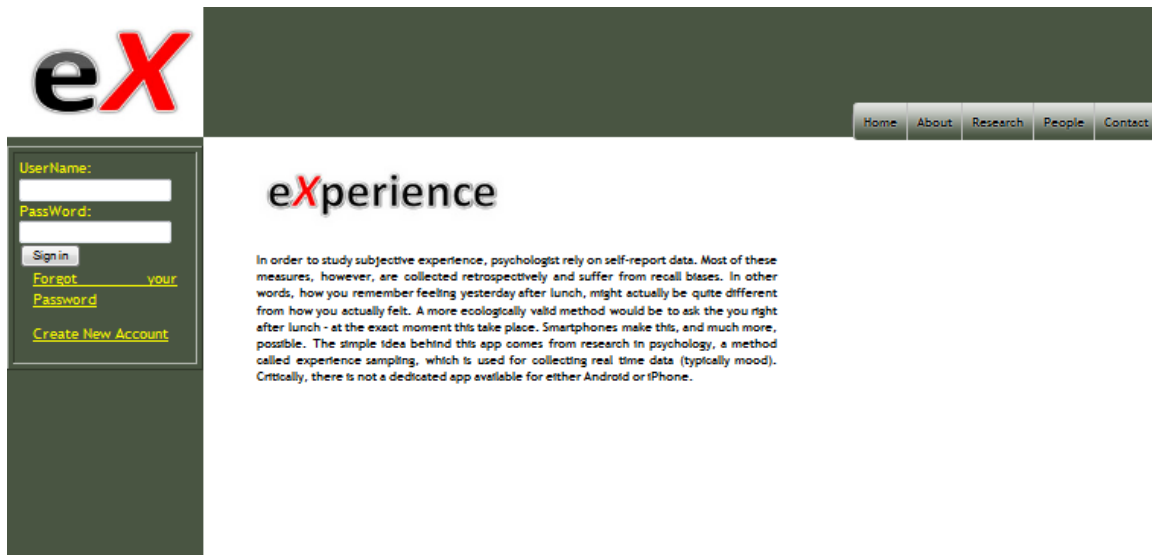 eX
Home About Research People Contact
UserName:
PassWord:
Sign in
Forgot your
Password
Create New Account
eXperience
In order to study subjective experience, psychologist rely on self-report data. Most of these
measures, however, are collected retrospectively and suffer from recall biases. In other
words, how you remember feeling yesterday after lunch, might actually be quite different
from how you actually felt. A more ecologically valid method would be to ask the you right
after lunch - at the exact moment this take place. Smartphones make this, and much more,
possible. The simple idea behind this app comes from research in psychology, a method
called experience sampling, which is used for collecting real time data (typically mood).
Critically, there is not a dedicated app available for either Android or iPhone.